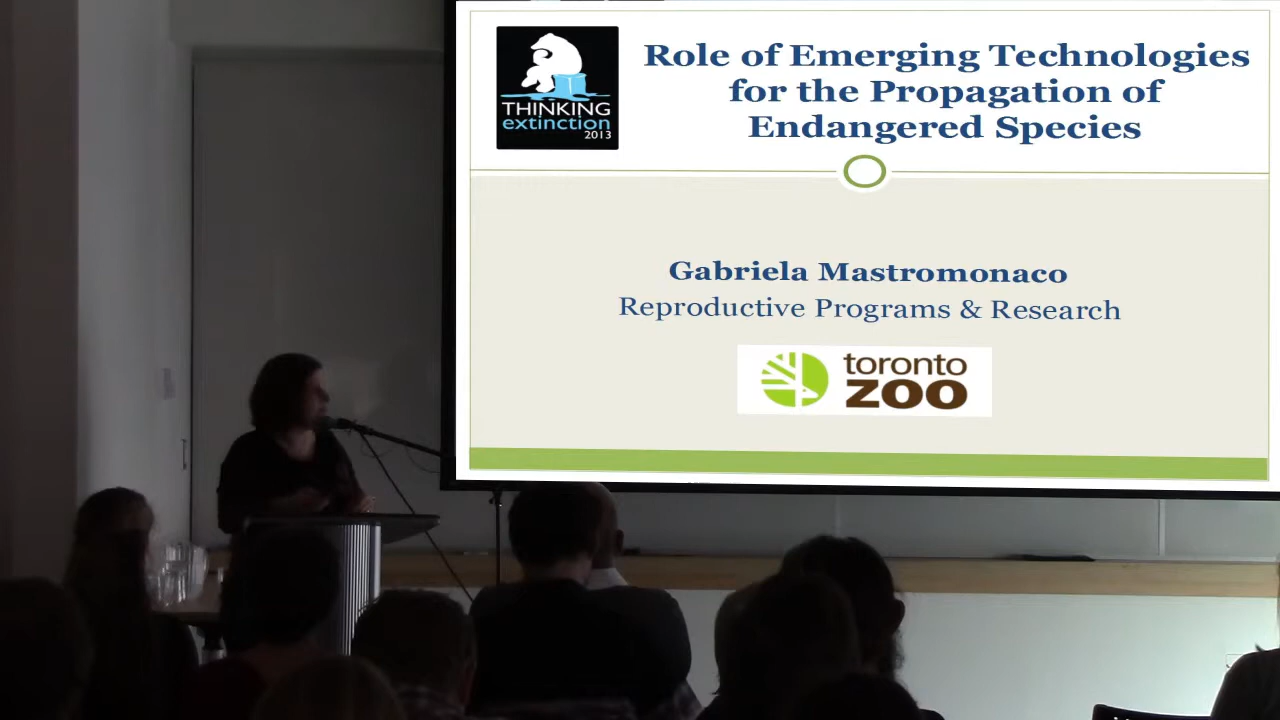 THINKING
extinction
2013
Role of Emerging Technologies
for the Propagation of
Endangered Species
Gabriela Mastromonaco
Reproductive Programs & Research
toronto
ZOO